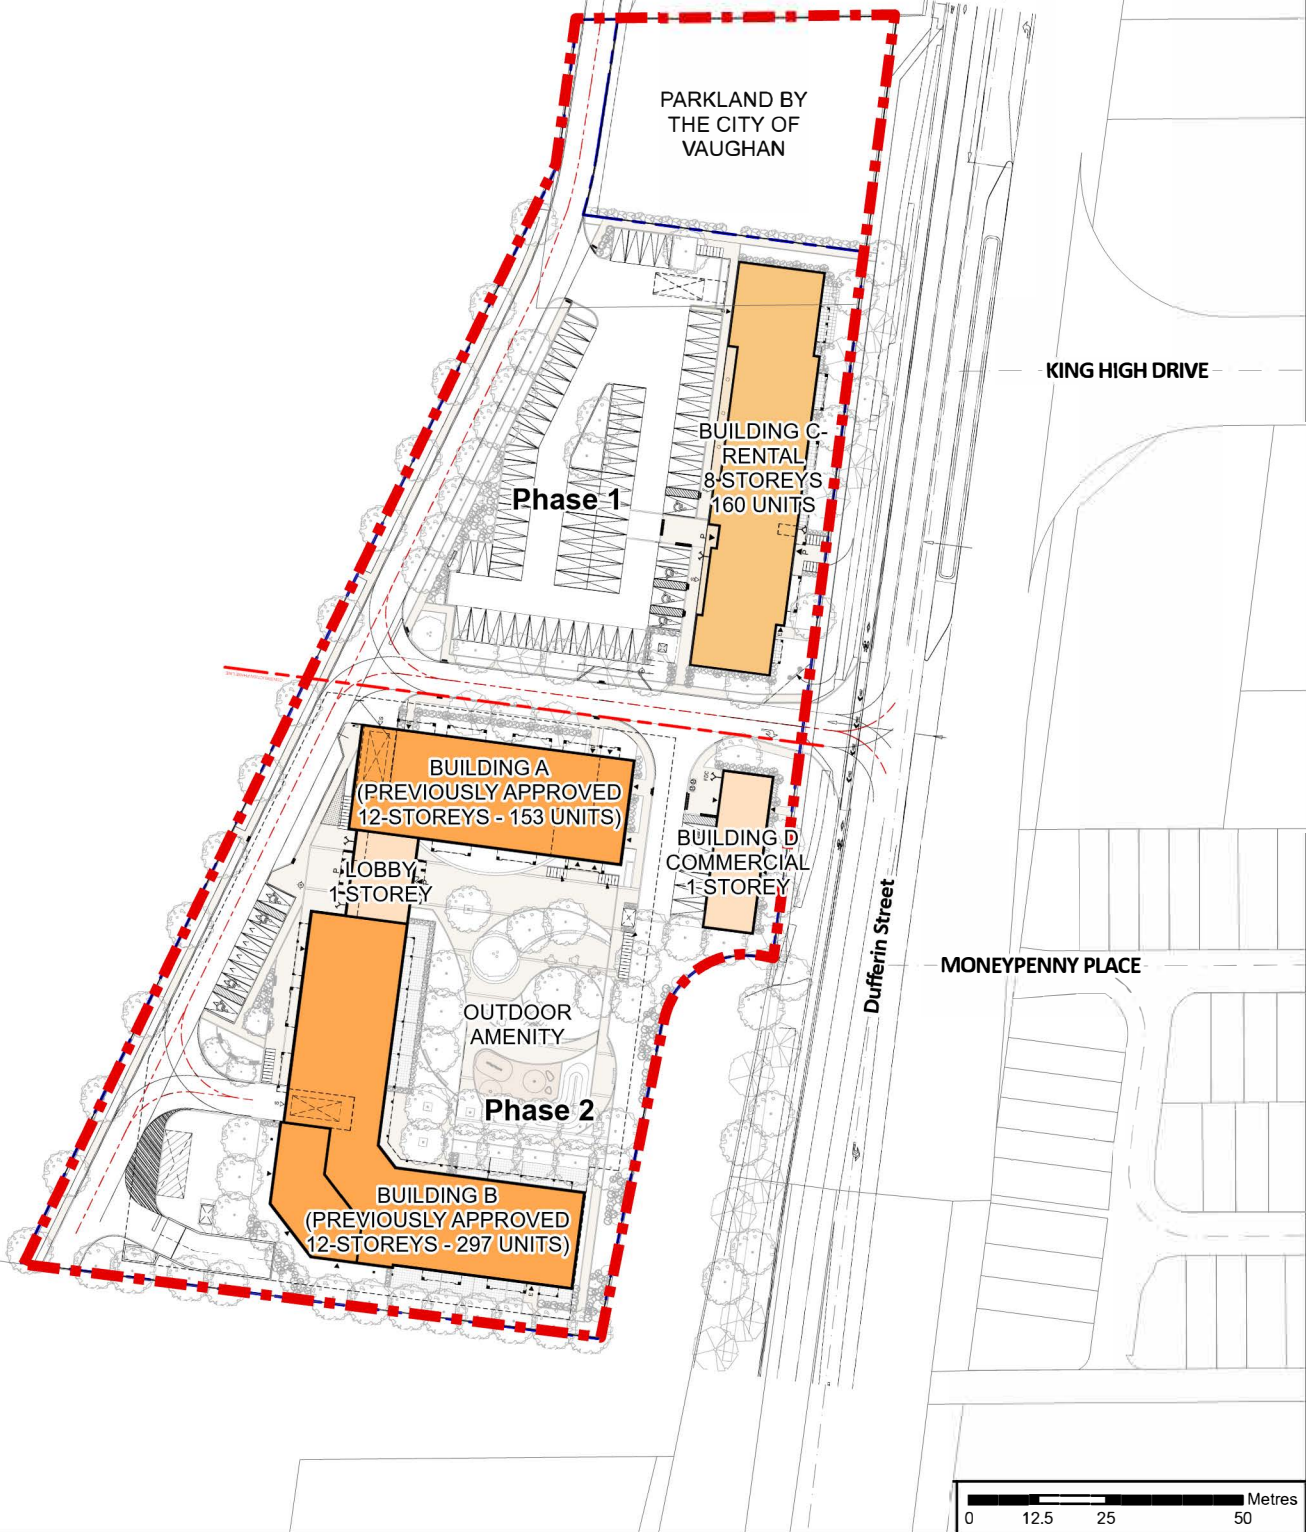 PARKLAND BY
THE CITY OF
VAUGHAN
KING HIGH DRIVE
BUILDING C-
RENTAL
8-STOREYS
160 UNITS
Phase 1
BUILDING A
(PREVIOUSLY APPROVED
12-STOREYS - 153 UNITS)
BUILDING D
COMMERCIAL
1-STOREY
LOBBY
1-STOREY
Dufferin Street
MONEYPENNY PLACE
OUTDOOR
AMENITY
Phase 2
BUILDING B
(PREVIOUSLY APPROVED
12-STOREYS - 297 UNITS)
Metres
0 12.5 25 50